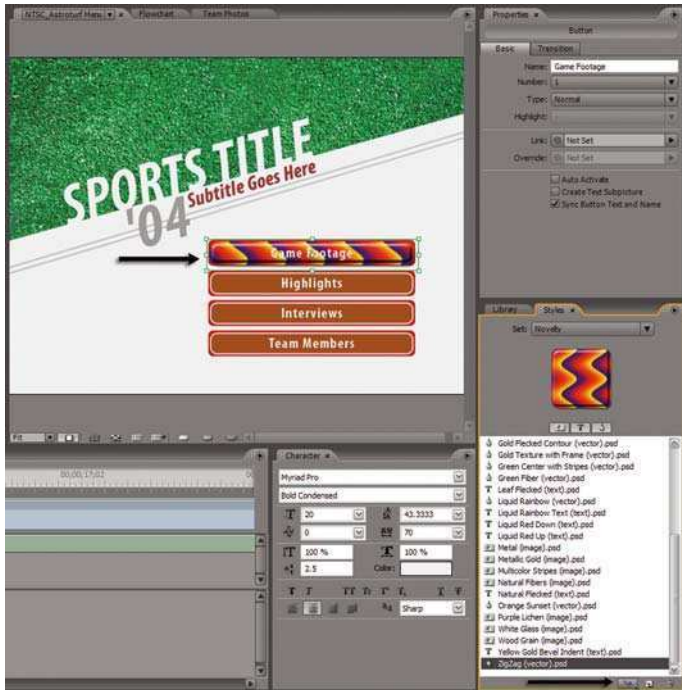 NTSC_Astroturf Menu
Flowchart
Team Photos
SPORTS TITLE
Subtitle Goes Here
'04
Game Footage
Highlights
Interviews
Team Members
Fit
Properties
Button
Basic
Transition
Name: Game Footage
Number: 1
Type: Normal
Highlight:
Link: Not Set
Override: Not Set
Auto Activate
Create Text Subpicture
Sync Button Text and Name
Library
Styles
Set: Novelty
Gold Flecked Contour (vector).psd
Gold Texture with Frame (vector).psd
Green Center with Stripes (vector).psd
Green Fiber (vector).psd
Leaf Flecked (text).psd
Liquid Rainbow (vector).psd
Liquid Rainbow Text (text).psd
Liquid Red Down (text).psd
Liquid Red Up (text).psd
Metal (image).psd
Metallic Gold (image).psd
Multicolor Stripes (image).psd
Natural Fibers (image).psd
Natural Flecked (text).psd
Orange Sunset (vector).psd
Purple Lichen (image).psd
White Glass (image).psd
Wood Grain (image).psd
Yellow Gold Bevel Indent (text).psd
ZigZag (vector).psd
00;00;17;02
Character
Myriad Pro
Bold Condensed
20
43.3333
0
70
100 %
100 %
2.5
Color:
Sharp